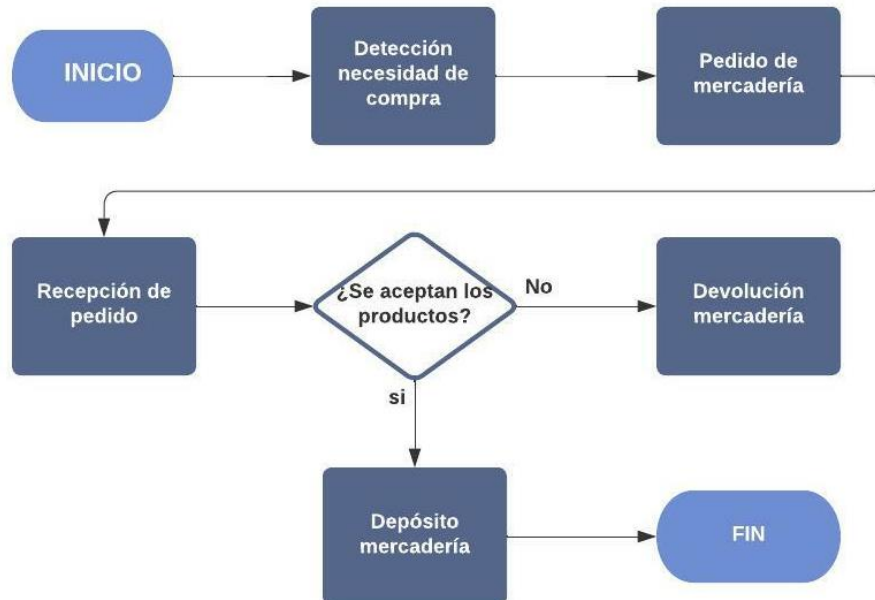 INICIO
Detección
necesidad de
compra
Pedido de
mercadería
Recepción de
pedido
¿Se aceptan los
productos?
No
Devolución
mercadería
si
Depósito
mercadería
FIN